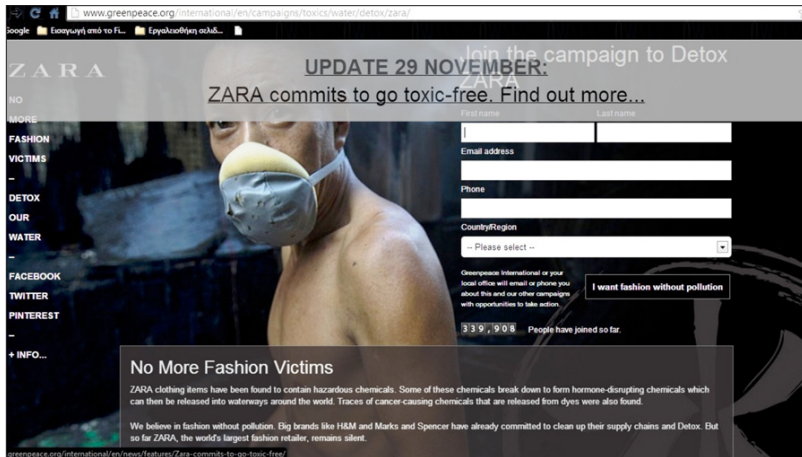 www.greenpeace.org/international/en/campaigns/toxics/water/detox/zara/
Google Εισαγωγή από το Fi... Εργαλειοθήκη σελιδ...
ZARA
NO
MORE
FASHION
VICTIMS
–
DETOX
OUR
WATER
–
FACEBOOK
TWITTER
PINTEREST
–
+ INFO...
UPDATE 29 NOVEMBER:
ZARA commits to go toxic-free. Find out more...
Join the campaign to Detox
ZARA
First name Last name
Email address
Phone
Country/Region
-- Please select --
Greenpeace International or your
local office will email or phone you
about this and our other campaigns
with opportunities to take action.
I want fashion without pollution
339,908 People have joined so far.
No More Fashion Victims
ZARA clothing items have been found to contain hazardous chemicals. Some of these chemicals break down to form hormone-disrupting chemicals which
can then be released into waterways around the world. Traces of cancer-causing chemicals that are released from dyes were also found.
We believe in fashion without pollution. Big brands like H&M and Marks and Spencer have already committed to clean up their supply chains and Detox. But
so far ZARA, the world's largest fashion retailer, remains silent.
greenpeace.org/international/en/news/features/Zara-commits-to-go-toxic-free/